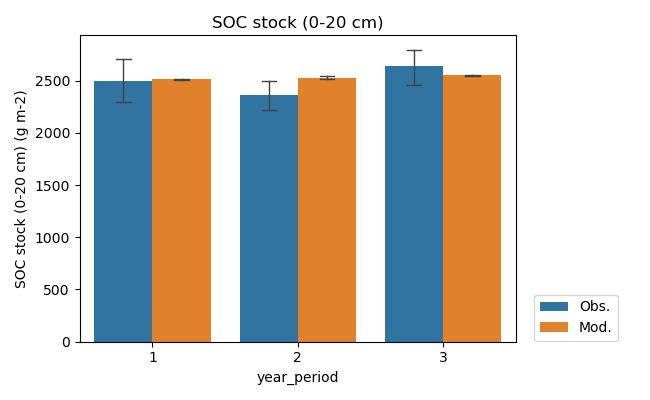 SOC stock (0-20 cm)
SOC stock (0-20 cm) (g m-2)
2500
2000
1500
1000
500
0
1 2 3
year_period
Obs.
Mod.